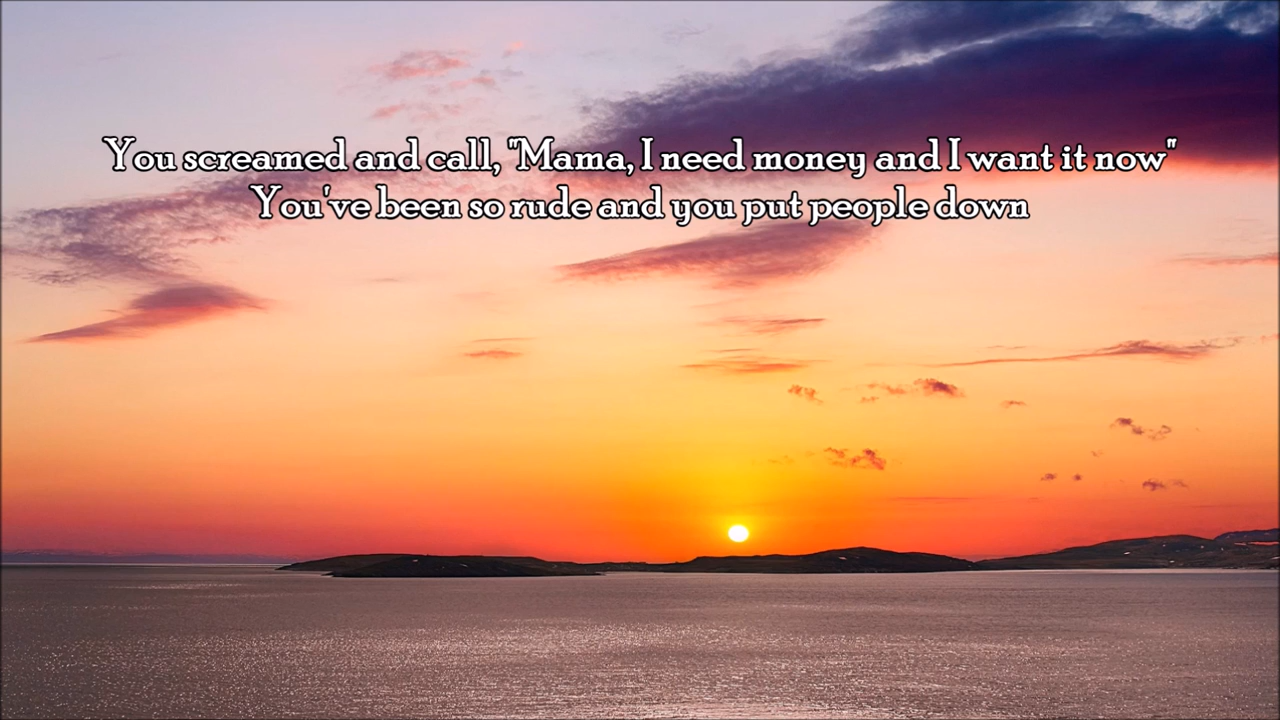 You screamed and call, "Mama, I need money and I want it now"
You've been so rude and you put people down